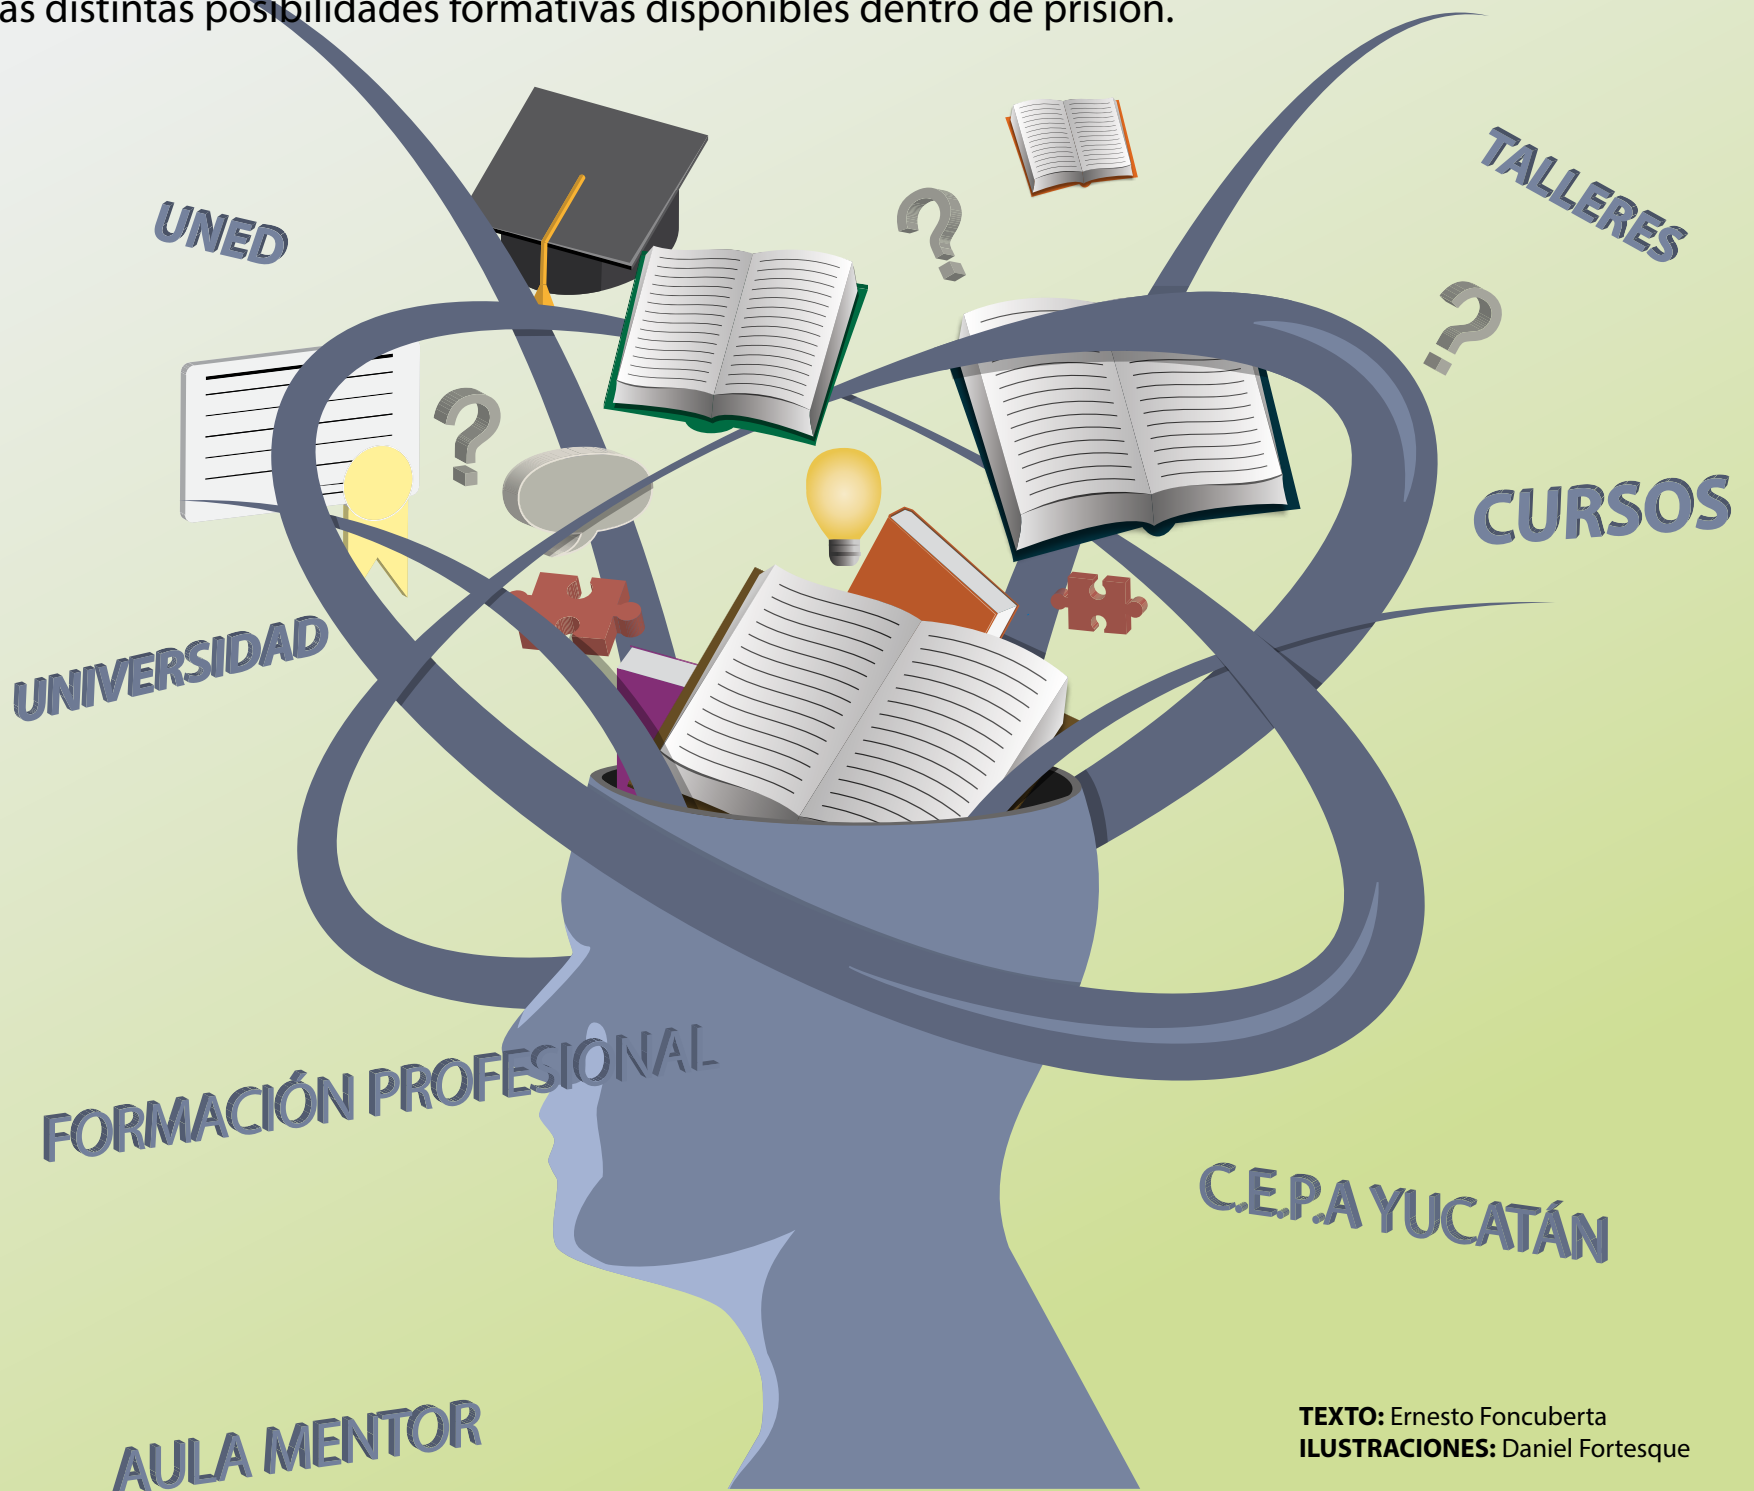 as distintas posibilidades formativas disponibles dentro de prisión.
TALLERES
UNED
CURSOS
UNIVERSIDAD
FORMACIÓN PROFESIONAL
C.E.P.A YUCATÁN
AULA MENTOR
TEXTO: Ernesto Foncuberta
ILUSTRACIONES: Daniel Fortesque